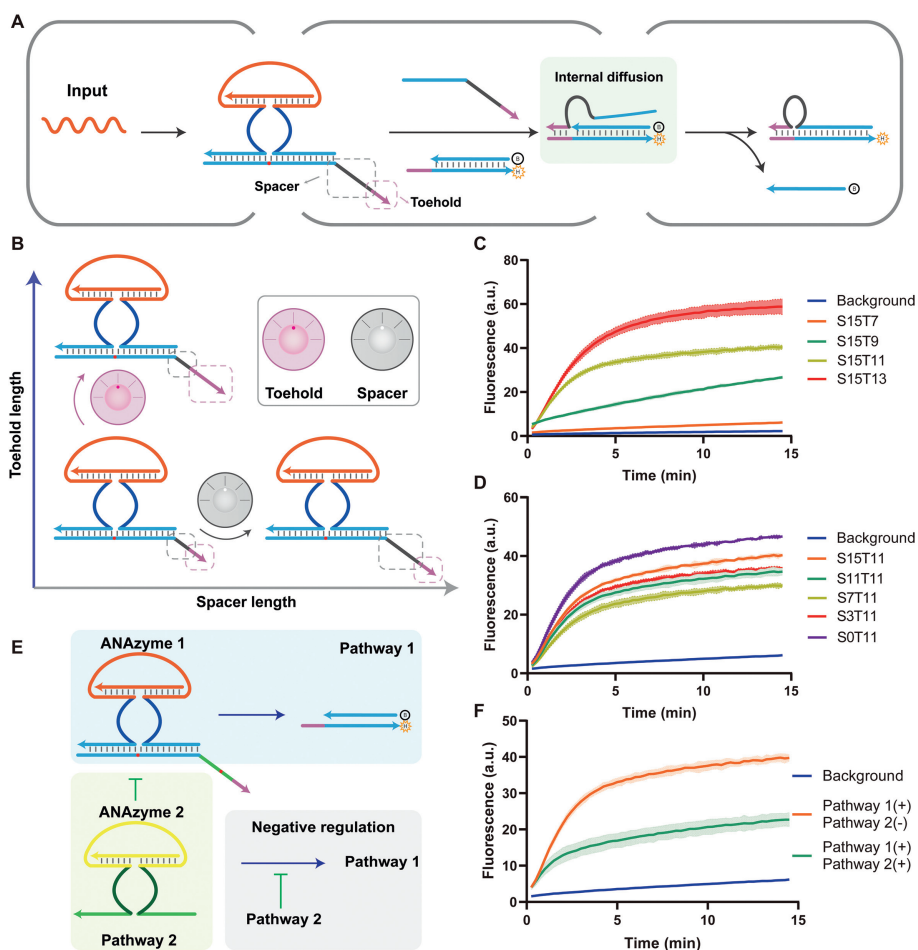 A
Input
Spacer
Toehold
Internal diffusion
B
H
H
B
B
H
B
Toehold length
Toehold
Spacer
Spacer length
C
Fluorescence (a.u.)
80
60
40
20
0
0
5
10
15
Time (min)
Background
S15T7
S15T9
S15T11
S15T13
D
Fluorescence (a.u.)
60
40
20
0
0
5
10
15
Time (min)
Background
S15T11
S11T11
S7T11
S3T11
S0T11
E
ANAzyme 1
Pathway 1
B
H
ANAzyme 2
Pathway 2
Negative regulation
Pathway 1
Pathway 2
F
Fluorescence (a.u.)
50
40
30
20
10
0
0
5
10
15
Time (min)
Background
Pathway 1(+)
Pathway 2(-)
Pathway 1(+)
Pathway 2(+)